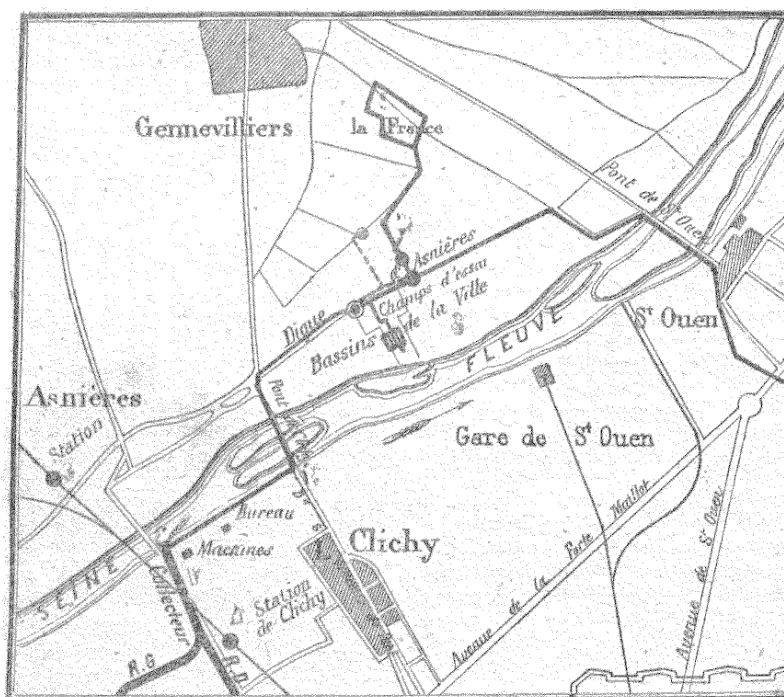 Gennevilliers
la France
Pont de St Ouen
Asnières
Champs d'essai
de la Ville
Digue
Bassins
St Ouen
FLEUVE
Asnières
Station
Pont de Clichy
Gare de St Ouen
Bureau
Machines
Clichy
Avenue de la Porte Maillot
Avenue de St Ouen
SEINE
Collecteur
Station
de Clichy
R.G
R.D